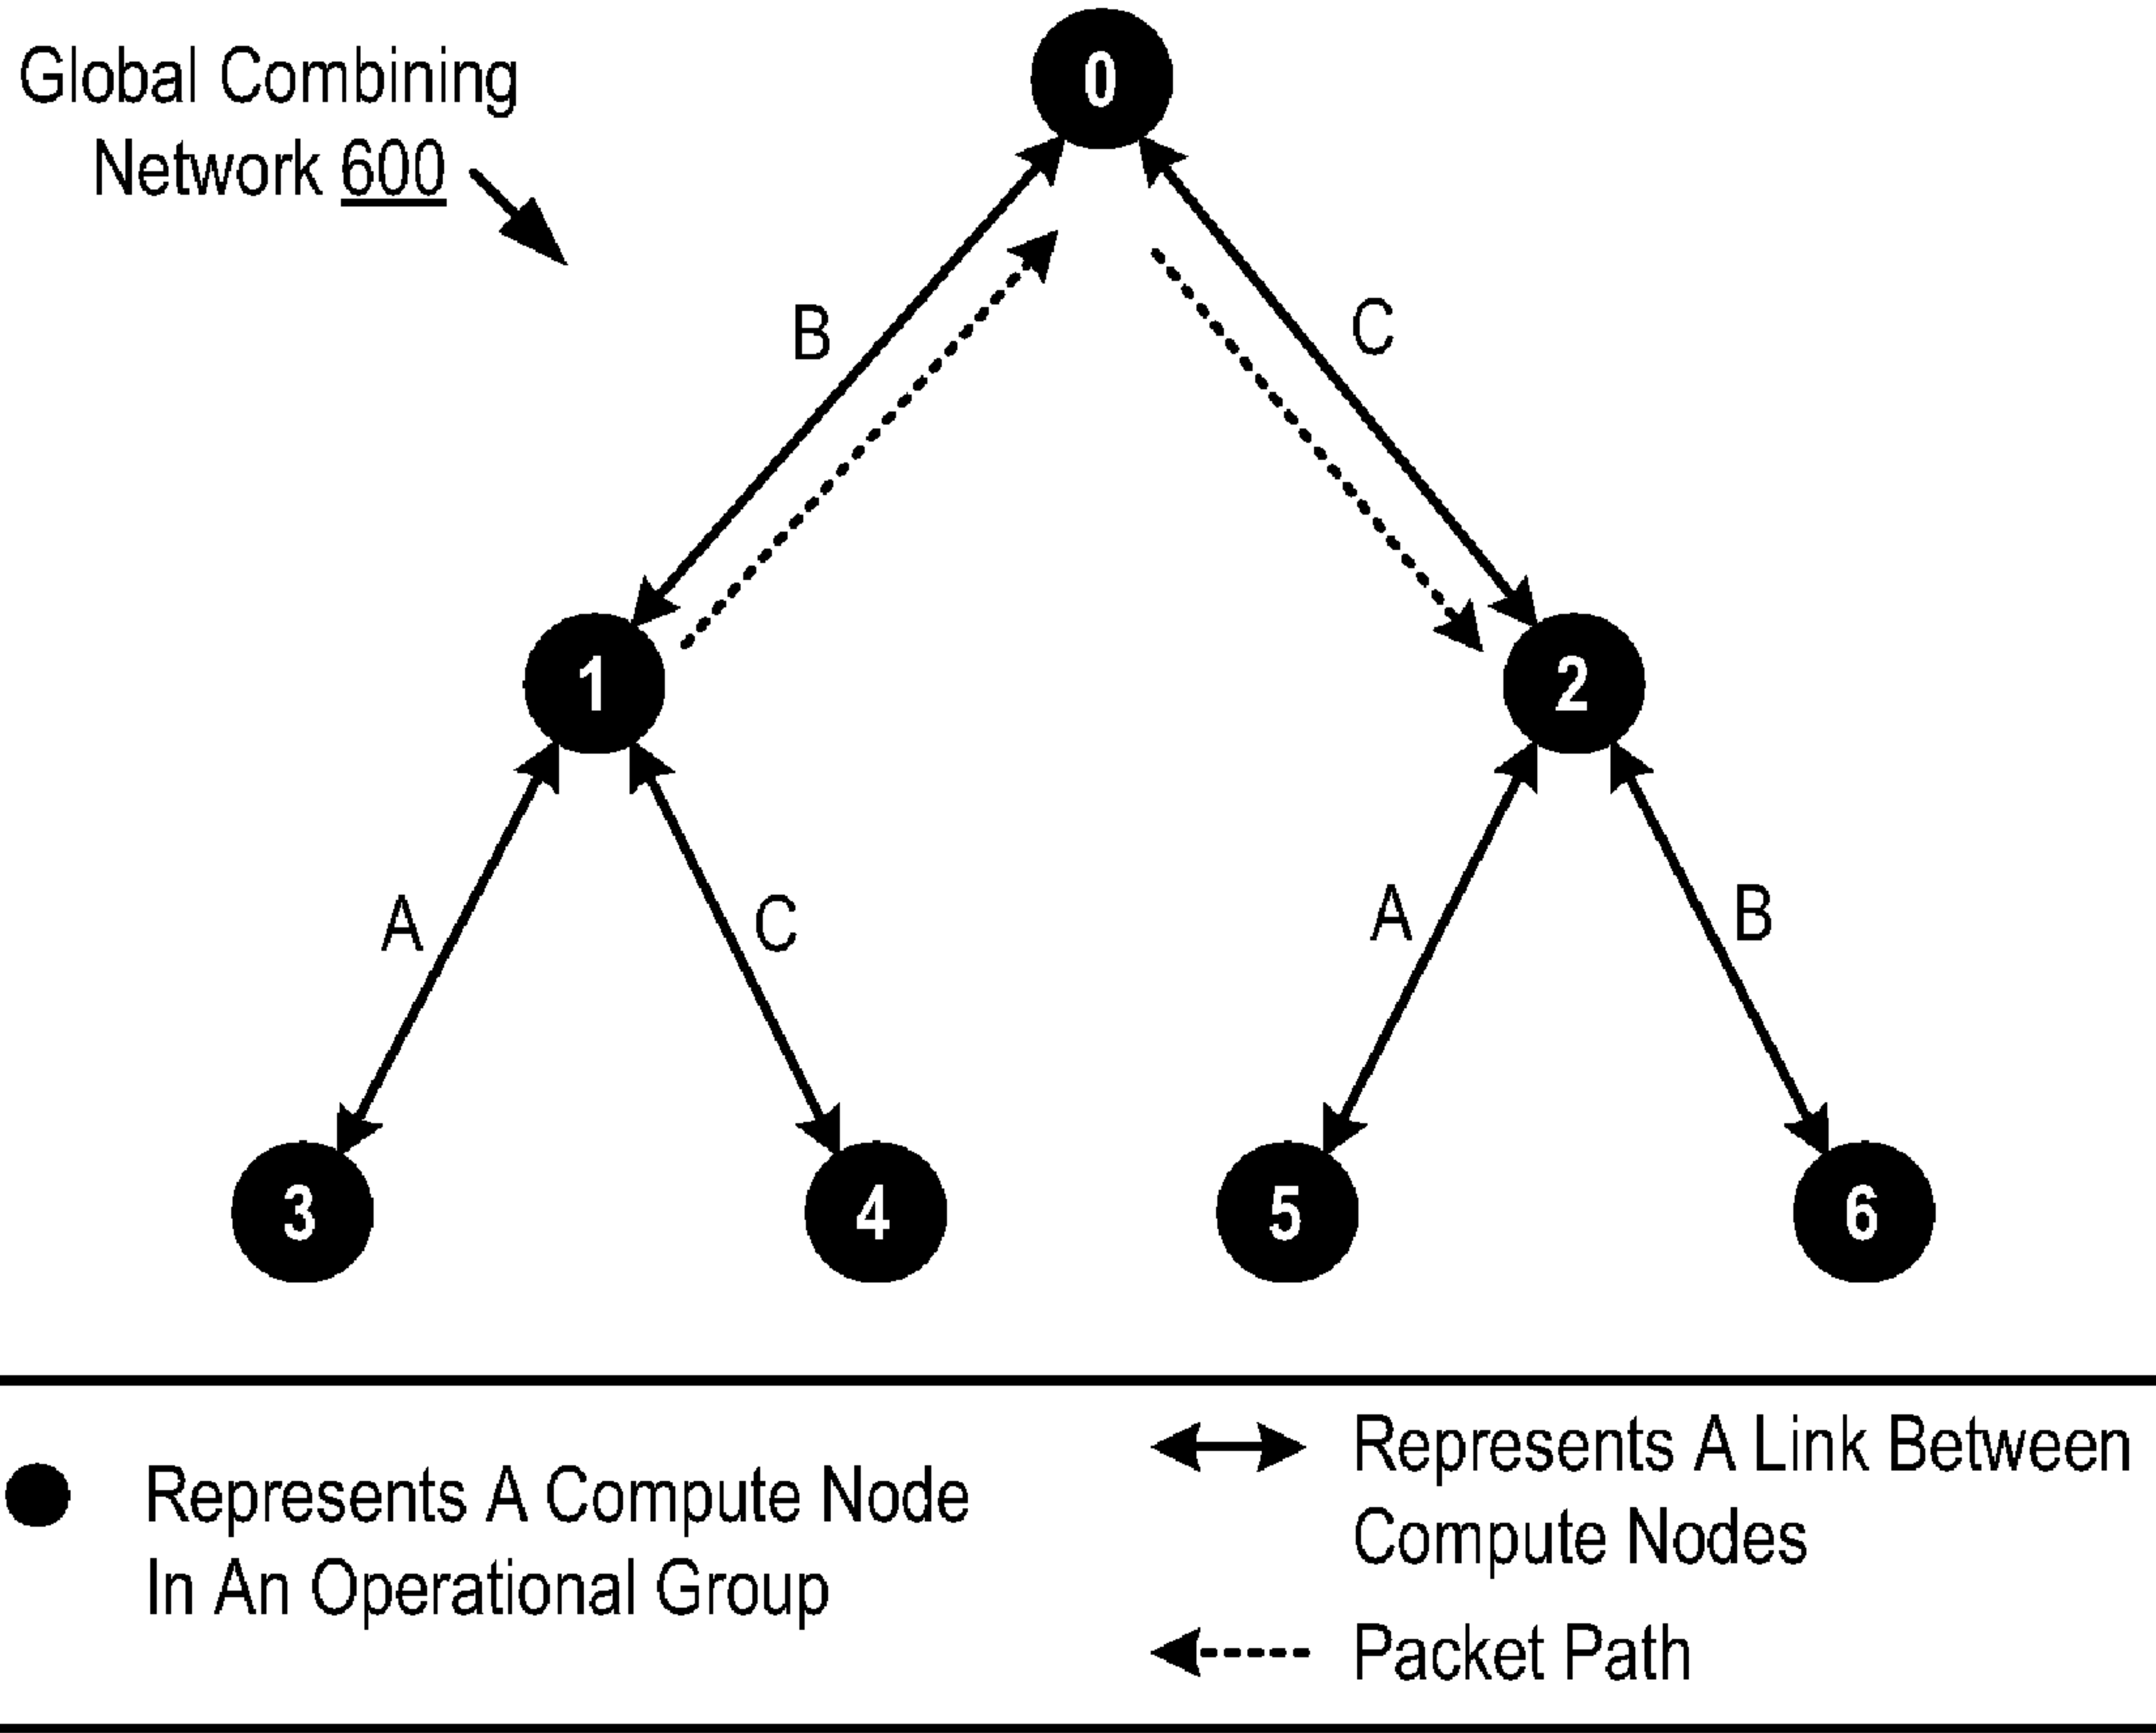 Global Combining
Network 600
0
B
C
1
2
A
C
A
B
3
4
5
6
Represents A Compute Node
In An Operational Group
Represents A Link Between
Compute Nodes
Packet Path